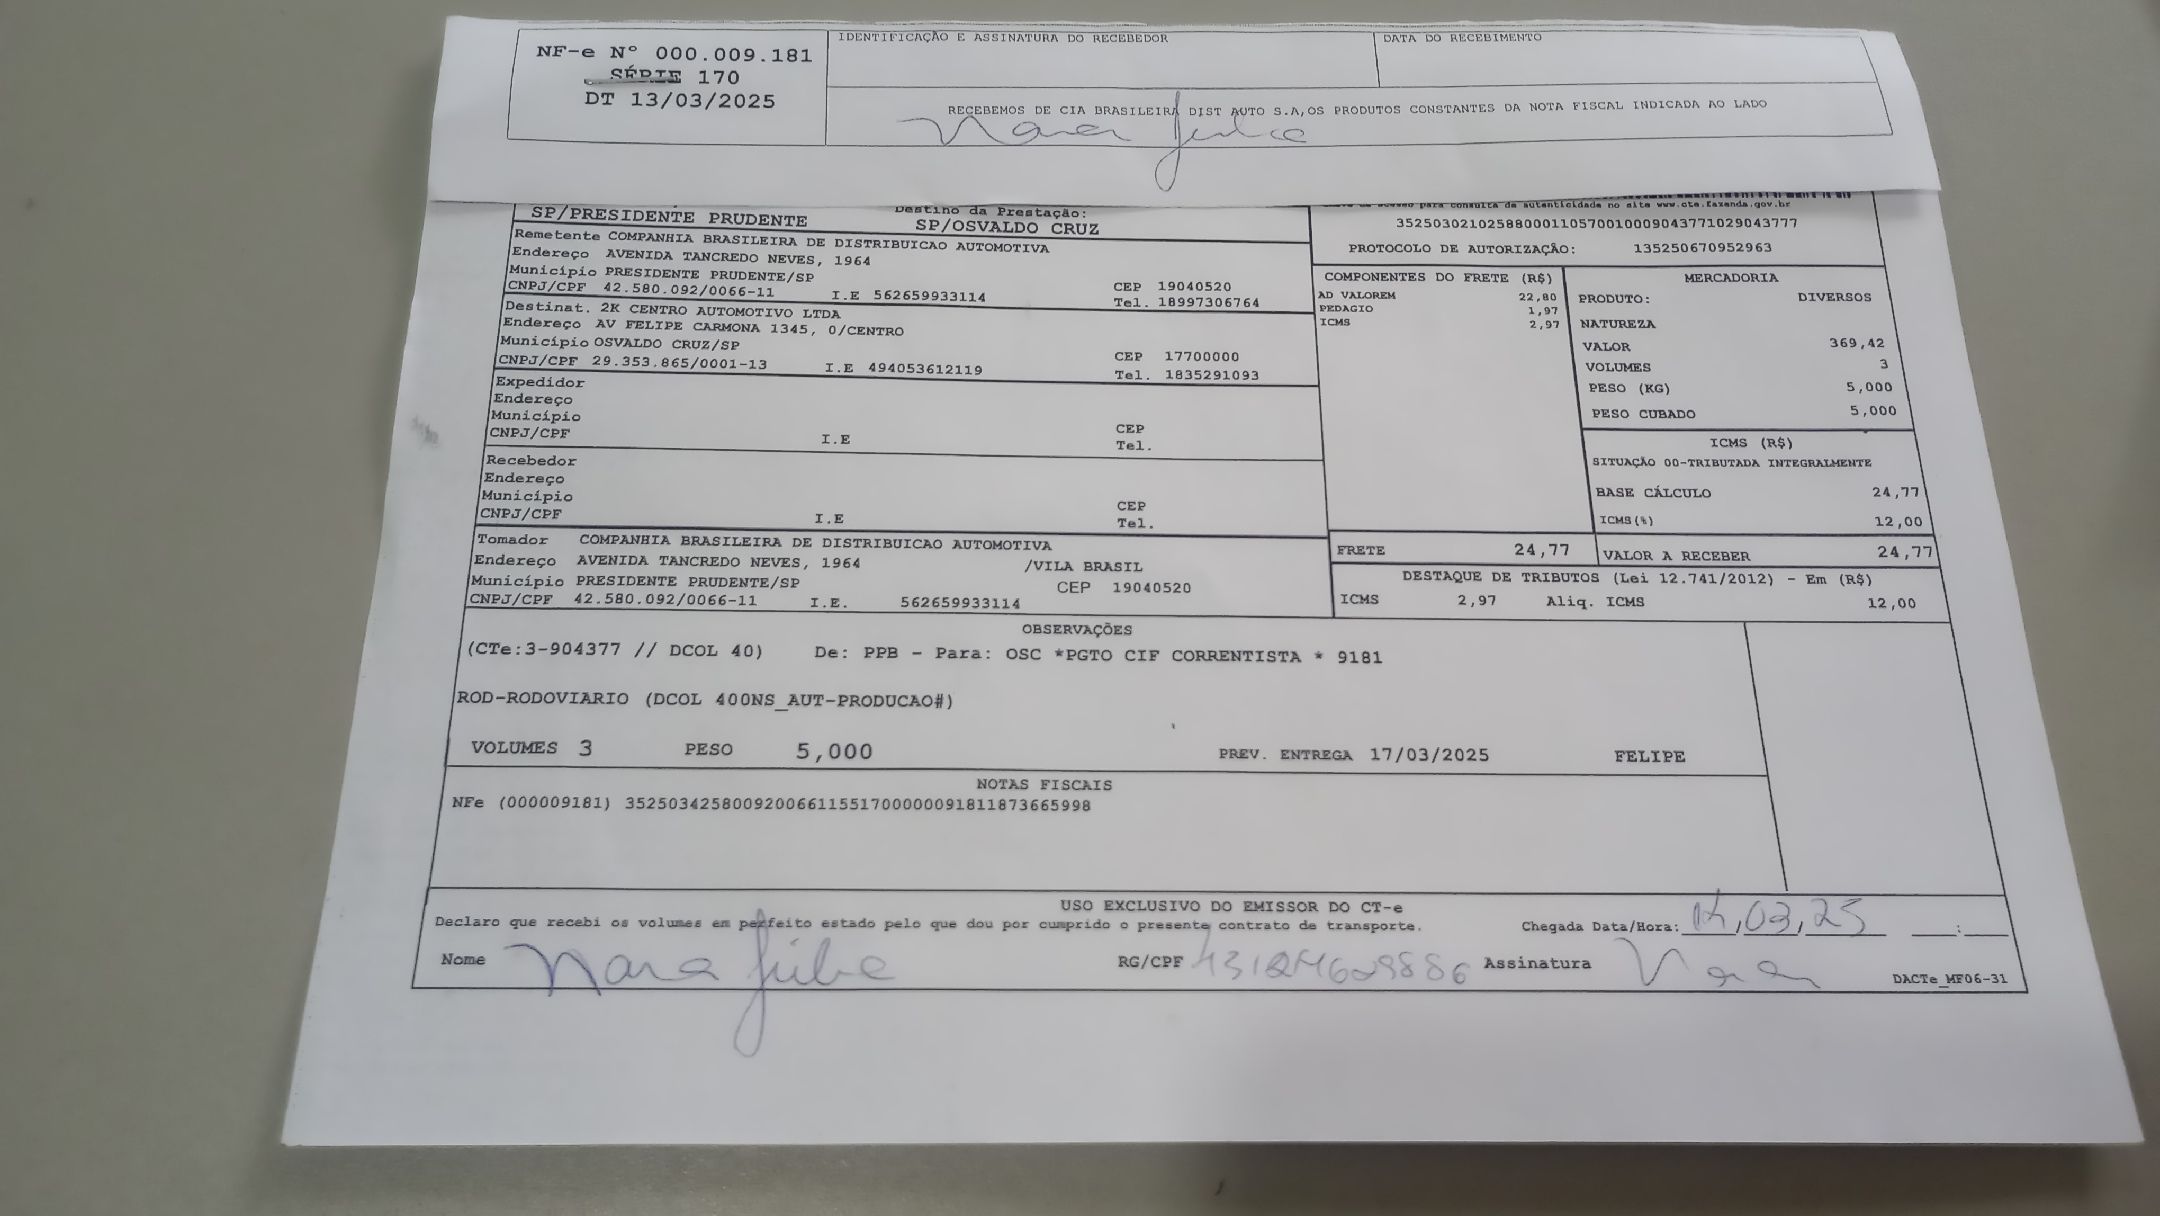 NF-e Nº 000.009.181
SÉRIE 170
DT 13/03/2025
IDENTIFICAÇÃO E ASSINATURA DO RECEBEDOR
DATA DO RECEBIMENTO
RECEBEMOS DE CIA BRASILEIRA DIST AUTO S.A,OS PRODUTOS CONSTANTES DA NOTA FISCAL INDICADA AO LADO
SP/PRESIDENTE PRUDENTE
Destino da Prestação:
SP/OSVALDO CRUZ
Remetente COMPANHIA BRASILEIRA DE DISTRIBUICAO AUTOMOTIVA
Endereço AVENIDA TANCREDO NEVES, 1964
Município PRESIDENTE PRUDENTE/SP CEP 19040520
CNPJ/CPF 42.580.092/0066-11 I.E 562659933114 Tel. 18997306764
Destinat. 2K CENTRO AUTOMOTIVO LTDA
Endereço AV FELIPE CARMONA 1345, 0/CENTRO
Município OSVALDO CRUZ/SP CEP 17700000
CNPJ/CPF 29.353.865/0001-13 I.E 494053612119 Tel. 1835291093
Expedidor
Endereço
Município CEP
CNPJ/CPF I.E Tel.
Recebedor
Endereço
Município CEP
CNPJ/CPF I.E Tel.
Tomador COMPANHIA BRASILEIRA DE DISTRIBUICAO AUTOMOTIVA
Endereço AVENIDA TANCREDO NEVES, 1964 /VILA BRASIL
Município PRESIDENTE PRUDENTE/SP CEP 19040520
CNPJ/CPF 42.580.092/0066-11 I.E. 562659933114
para consulta de autenticidade no site www.cte.fazenda.gov.br
35250302102588000110570010009043771029043777
PROTOCOLO DE AUTORIZAÇÃO: 135250670952963
COMPONENTES DO FRETE (R$)
AD VALOREM 22,80
PEDAGIO 1,97
ICMS 2,97
MERCADORIA
PRODUTO: DIVERSOS
NATUREZA
VALOR 369,42
VOLUMES 3
PESO (KG) 5,000
PESO CUBADO 5,000
ICMS (R$)
SITUAÇÃO 00-TRIBUTADA INTEGRALMENTE
BASE CÁLCULO 24,77
ICMS(%) 12,00
FRETE 24,77 VALOR A RECEBER 24,77
DESTAQUE DE TRIBUTOS (Lei 12.741/2012) - Em (R$)
ICMS 2,97 Aliq. ICMS 12,00
OBSERVAÇÕES
(CTe:3-904377 // DCOL 40) De: PPB - Para: OSC *PGTO CIF CORRENTISTA * 9181
ROD-RODOVIARIO (DCOL 400NS_AUT-PRODUCAO#)
VOLUMES 3 PESO 5,000 PREV. ENTREGA 17/03/2025 FELIPE
NOTAS FISCAIS
NFe (000009181) 35250342580092006611551700000091811873665998
USO EXCLUSIVO DO EMISSOR DO CT-e
Declaro que recebi os volumes em perfeito estado pelo que dou por cumprido o presente contrato de transporte. Chegada Data/Hora:
Nome Nara RG/CPF Assinatura Nara DACTe_MF06-31